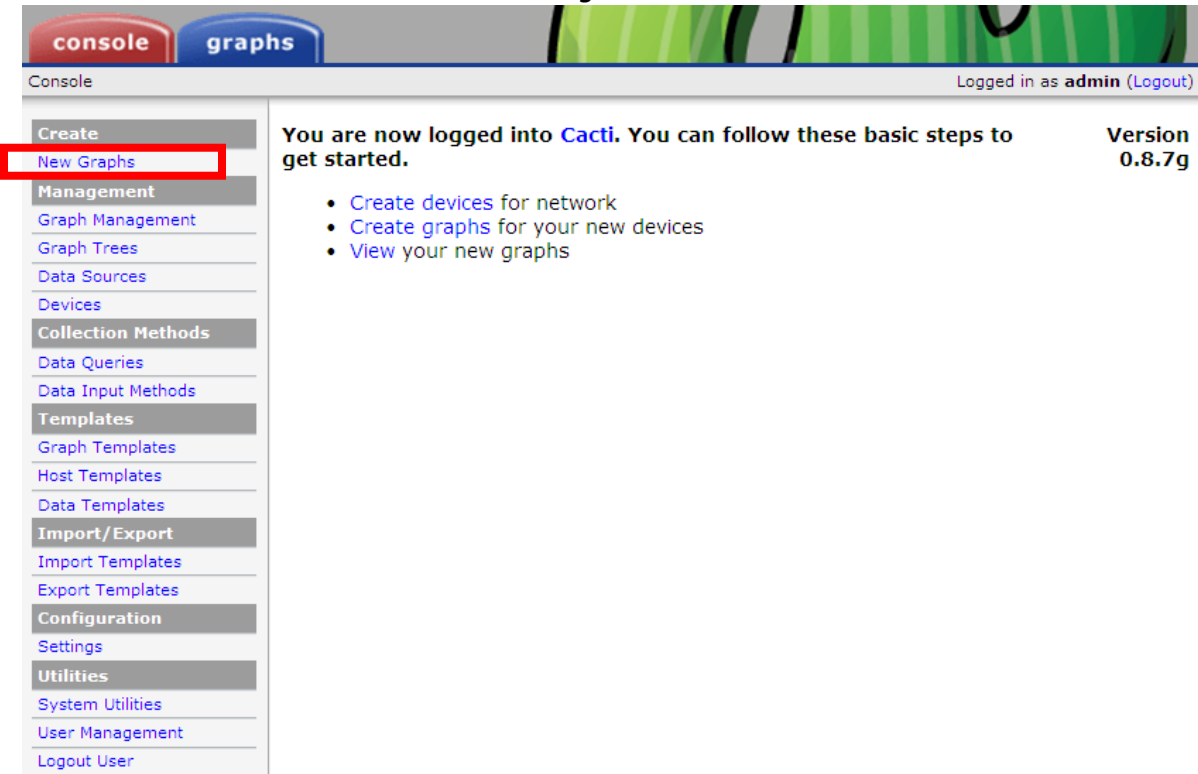 console graphs
Console Logged in as admin (Logout)
Create
New Graphs
Management
Graph Management
Graph Trees
Data Sources
Devices
Collection Methods
Data Queries
Data Input Methods
Templates
Graph Templates
Host Templates
Data Templates
Import/Export
Import Templates
Export Templates
Configuration
Settings
Utilities
System Utilities
User Management
Logout User
You are now logged into Cacti. You can follow these basic steps to
get started.
Version
0.8.7g
• Create devices for network
• Create graphs for your new devices
• View your new graphs